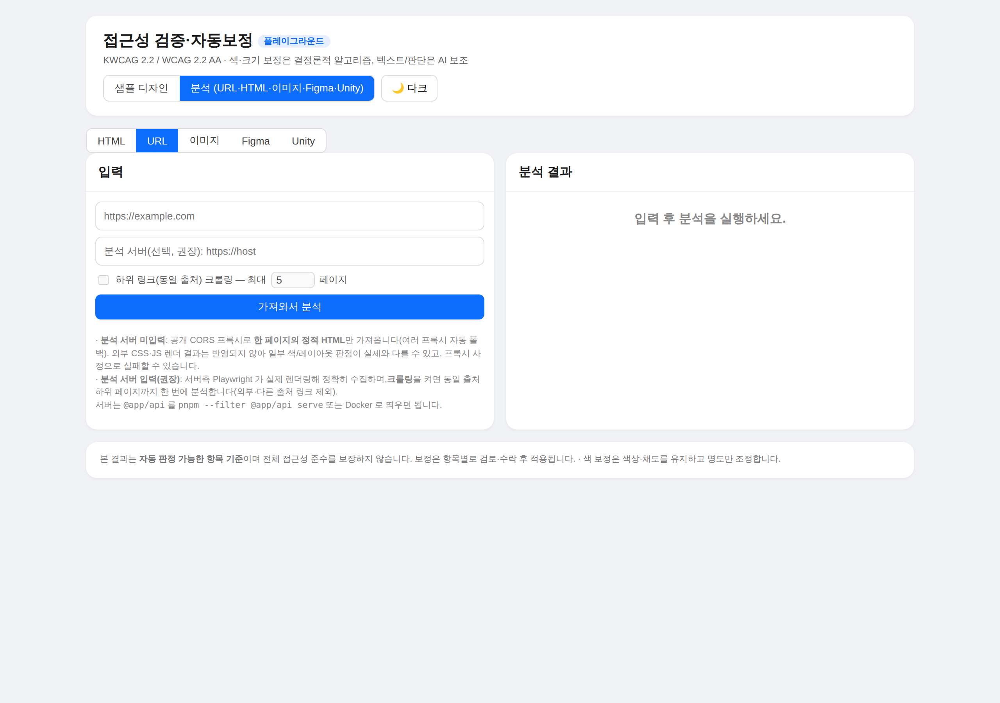 접근성 검증·자동보정 플레이그라운드
KWCAG 2.2 / WCAG 2.2 AA · 색·크기 보정은 결정론적 알고리즘, 텍스트/판단은 AI 보조
샘플 디자인 분석 (URL·HTML·이미지·Figma·Unity) 🌙 다크
HTML URL 이미지 Figma Unity
입력
https://example.com
분석 서버(선택, 권장): https://host
하위 링크(동일 출처) 크롤링 — 최대 5 페이지
가져와서 분석
· 분석 서버 미입력: 공개 CORS 프록시로 한 페이지의 정적 HTML만 가져옵니다(여러 프록시 자동 폴
백). 외부 CSS·JS 렌더 결과는 반영되지 않아 일부 색/레이아웃 판정이 실제와 다를 수 있고, 프록시 사
정으로 실패할 수 있습니다.
· 분석 서버 입력(권장): 서버측 Playwright 가 실제 렌더링해 정확히 수집하며,크롤링을 켜면 동일 출처
하위 페이지까지 한 번에 분석합니다(외부·다른 출처 링크 제외).
서버는 @app/api 를 pnpm --filter @app/api serve 또는 Docker 로 띄우면 됩니다.
분석 결과
입력 후 분석을 실행하세요.
본 결과는 자동 판정 가능한 항목 기준이며 전체 접근성 준수를 보장하지 않습니다. 보정은 항목별로 검토·수락 후 적용됩니다. · 색 보정은 색상·채도를 유지하고 명도만 조정합니다.